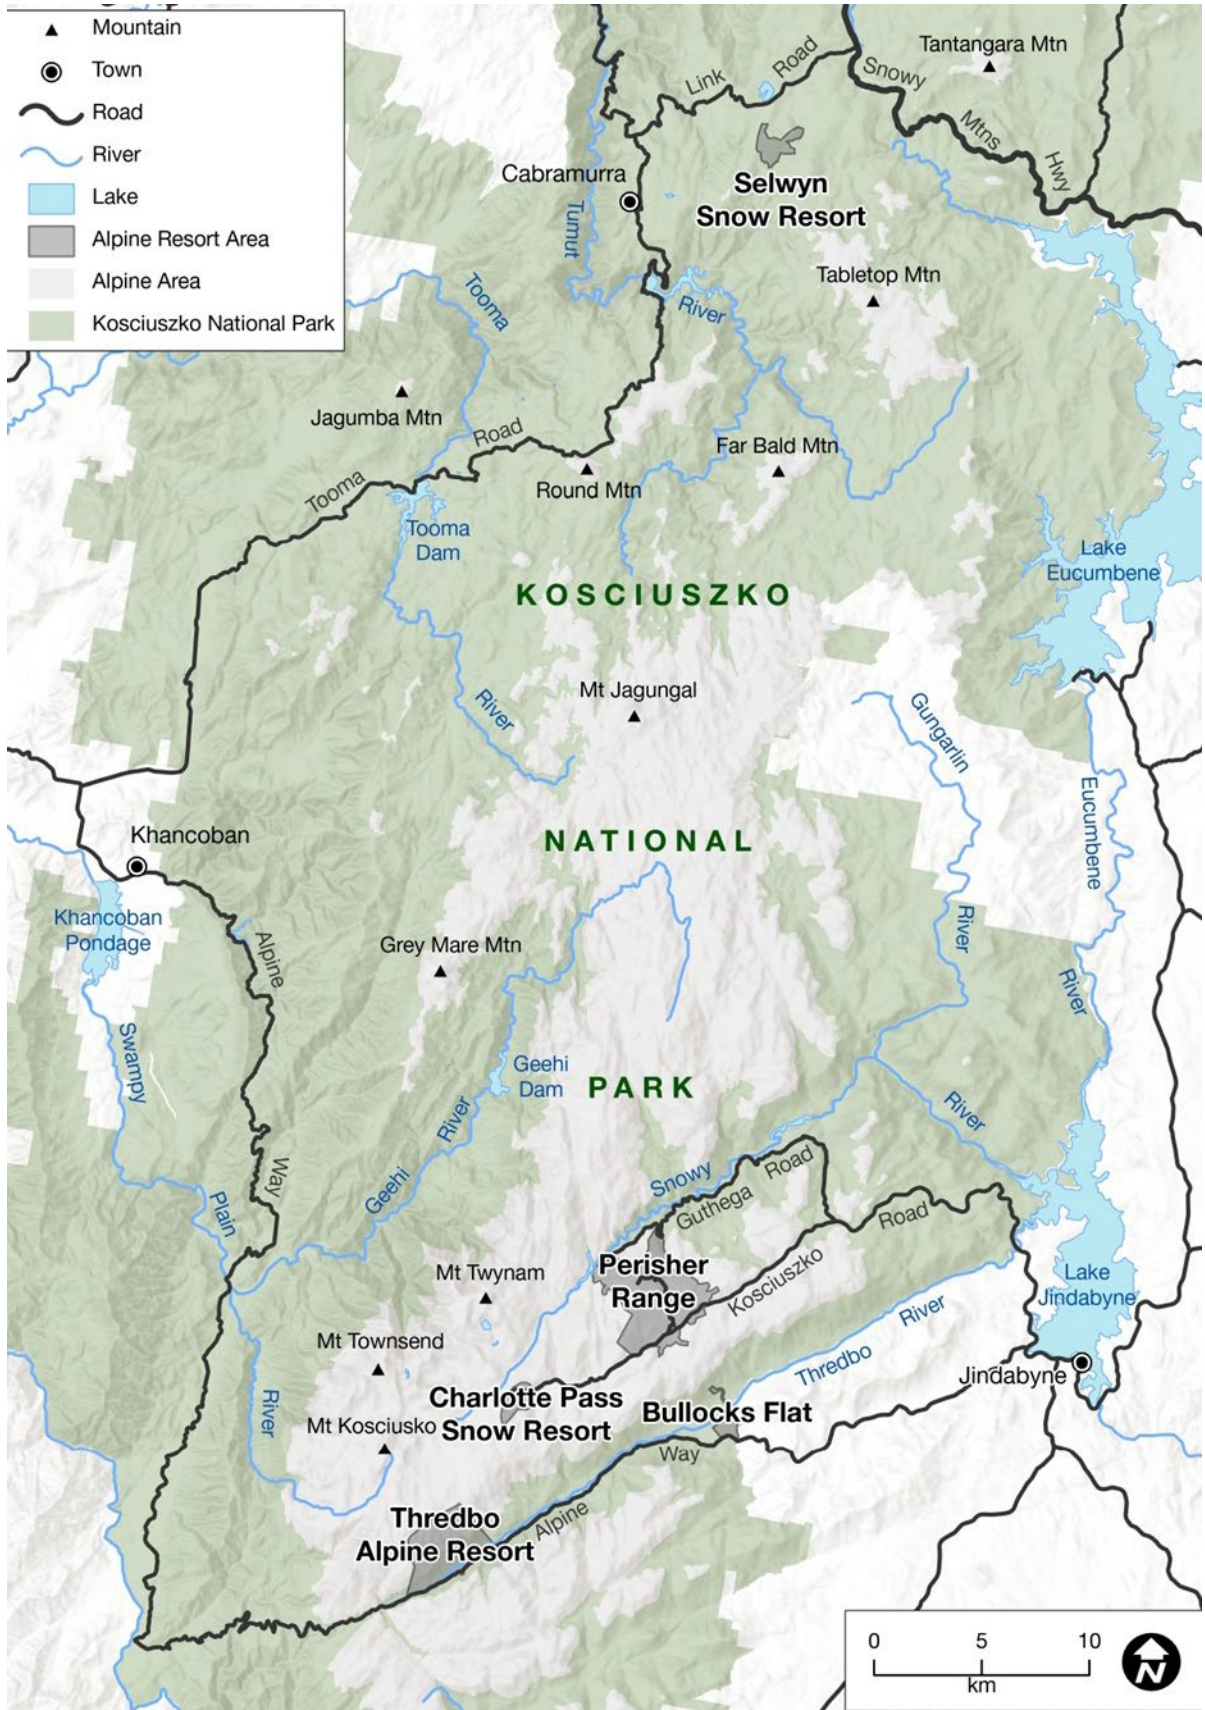 Mountain
Town
Road
River
Lake
Alpine Resort Area
Alpine Area
Kosciuszko National Park
Tantangara Mtn
Link
Road
Snowy
Mtns
Hwy
Cabramurra
Selwyn
Snow Resort
Tumut
River
Tabletop Mtn
Tooma
Jagumba Mtn
Road
Tooma
Far Bald Mtn
Round Mtn
Tooma
Dam
Lake
Eucumbene
KOSCIUSZKO
Mt Jagungal
River
Gungarlin
Eucumbene
Khancoban
NATIONAL
Khancoban
Pondage
Alpine
Grey Mare Mtn
River
River
Swampy
Geehi
Dam
PARK
River
River
Way
Geehi
Plain
Snowy
Guthega
Road
Road
Perisher
Range
Kosciuszko
Mt Twynam
Lake
Jindabyne
River
Mt Townsend
Thredbo
Jindabyne
River
Charlotte Pass
Snow Resort
Bullocks Flat
Mt Kosciusko
Way
Thredbo
Alpine Resort
Alpine
0 5 10
km
N